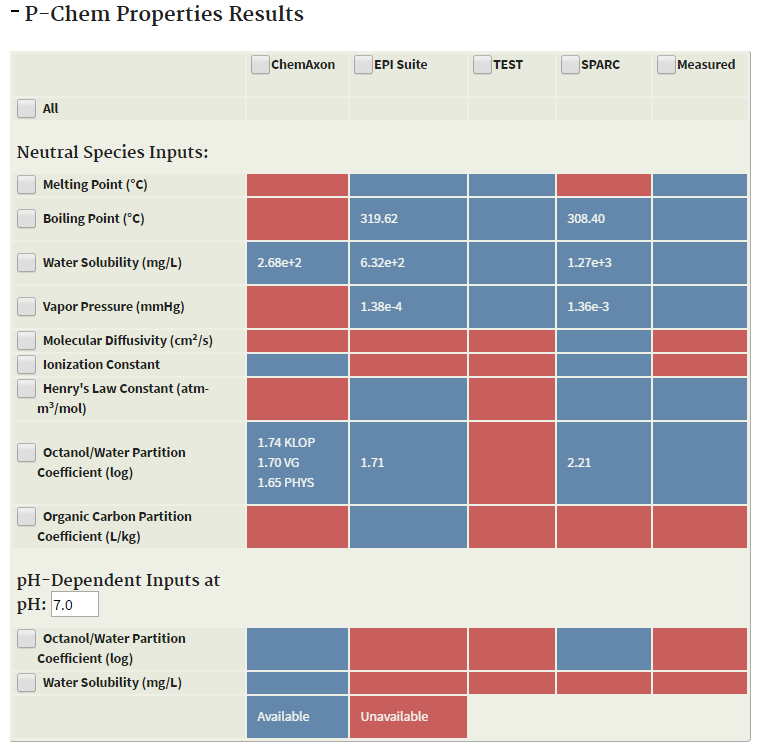 - P-Chem Properties Results
ChemAxon EPI Suite TEST SPARC Measured
All
Neutral Species Inputs:
Melting Point (°C)
Boiling Point (°C) 319.62 308.40
Water Solubility (mg/L) 2.68e+2 6.32e+2 1.27e+3
Vapor Pressure (mmHg) 1.38e-4 1.36e-3
Molecular Diffusivity (cm²/s)
Ionization Constant
Henry's Law Constant (atm-
m³/mol)
Octanol/Water Partition
Coefficient (log)
1.74 KLOP
1.70 VG
1.65 PHYS
1.71
2.21
Organic Carbon Partition
Coefficient (L/kg)
pH-Dependent Inputs at
pH: 7.0
Octanol/Water Partition
Coefficient (log)
Water Solubility (mg/L)
Available Unavailable